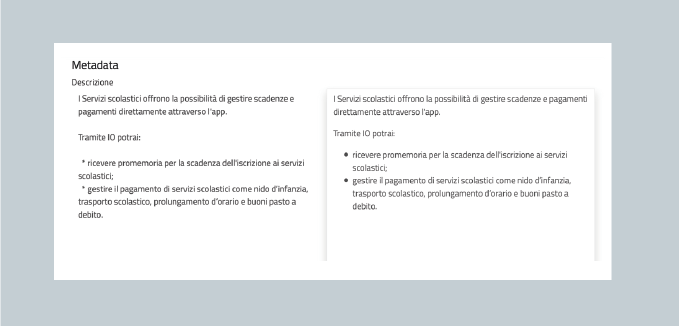 Metadata
Descrizione
I Servizi scolastici offrono la possibilità di gestire scadenze e
pagamenti direttamente attraverso l'app.
Tramite IO potrai:
* ricevere promemoria per la scadenza dell'iscrizione ai servizi
scolastici;
* gestire il pagamento di servizi scolastici come nido d'infanzia,
trasporto scolastico, prolungamento d'orario e buoni pasto a
debito.
I Servizi scolastici offrono la possibilità di gestire scadenze e pagamenti
direttamente attraverso l'app.
Tramite IO potrai:
• ricevere promemoria per la scadenza dell'iscrizione ai servizi
scolastici;
• gestire il pagamento di servizi scolastici come nido d'infanzia,
trasporto scolastico, prolungamento d'orario e buoni pasto a
debito.